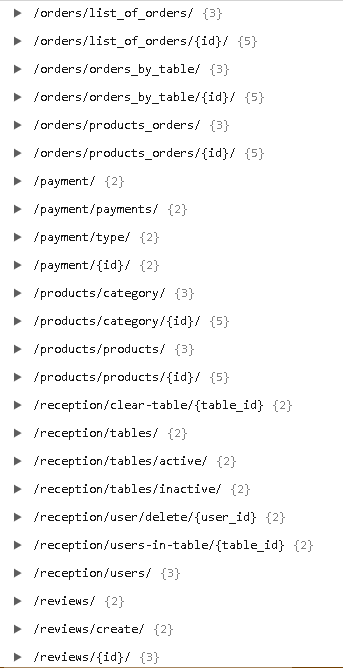 /orders/list_of_orders/ {3}
/orders/list_of_orders/{id}/ {5}
/orders/orders_by_table/ {3}
/orders/orders_by_table/{id}/ {5}
/orders/products_orders/ {3}
/orders/products_orders/{id}/ {5}
/payment/ {2}
/payment/payments/ {2}
/payment/type/ {2}
/payment/{id}/ {2}
/products/category/ {3}
/products/category/{id}/ {5}
/products/products/ {3}
/products/products/{id}/ {5}
/reception/clear-table/{table_id} {2}
/reception/tables/ {2}
/reception/tables/active/ {2}
/reception/tables/inactive/ {2}
/reception/user/delete/{user_id} {2}
/reception/users-in-table/{table_id} {2}
/reception/users/ {3}
/reviews/ {2}
/reviews/create/ {2}
/reviews/{id}/ {3}